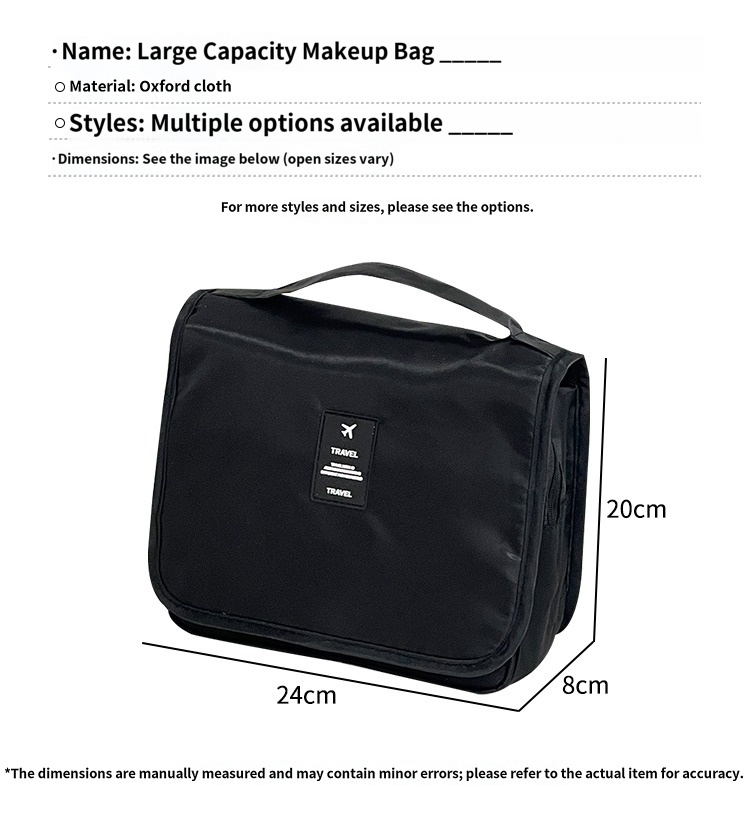 ·Name: Large Capacity Makeup Bag _____
○ Material: Oxford cloth
○ Styles: Multiple options available _____
·Dimensions: See the image below (open sizes vary)
For more styles and sizes, please see the options.
TRAVEL
TRAVEL
20cm
24cm
8cm
*The dimensions are manually measured and may contain minor errors; please refer to the actual item for accuracy.